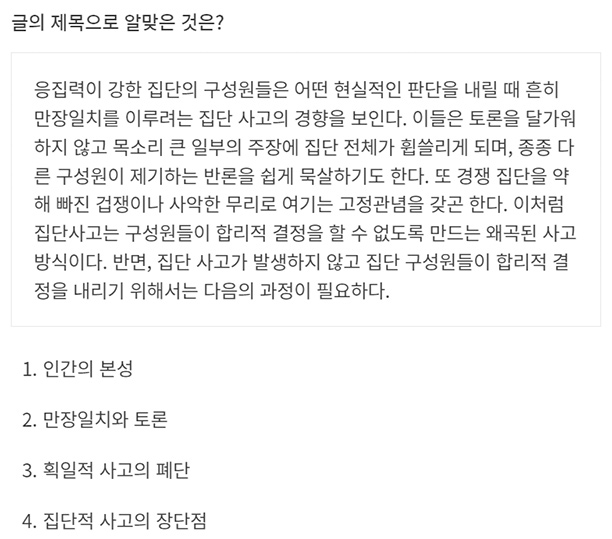 글의 제목으로 알맞은 것은?
응집력이 강한 집단의 구성원들은 어떤 현실적인 판단을 내릴 때 흔히
만장일치를 이루려는 집단 사고의 경향을 보인다. 이들은 토론을 달가워
하지 않고 목소리 큰 일부의 주장에 집단 전체가 휩쓸리게 되며, 종종 다
른 구성원이 제기하는 반론을 쉽게 묵살하기도 한다. 또 경쟁 집단을 약
해 빠진 겁쟁이나 사악한 무리로 여기는 고정관념을 갖곤 한다. 이처럼
집단사고는 구성원들이 합리적 결정을 할 수 없도록 만드는 왜곡된 사고
방식이다. 반면, 집단 사고가 발생하지 않고 집단 구성원들이 합리적 결
정을 내리기 위해서는 다음의 과정이 필요하다.
1. 인간의 본성
2. 만장일치와 토론
3. 획일적 사고의 폐단
4. 집단적 사고의 장단점